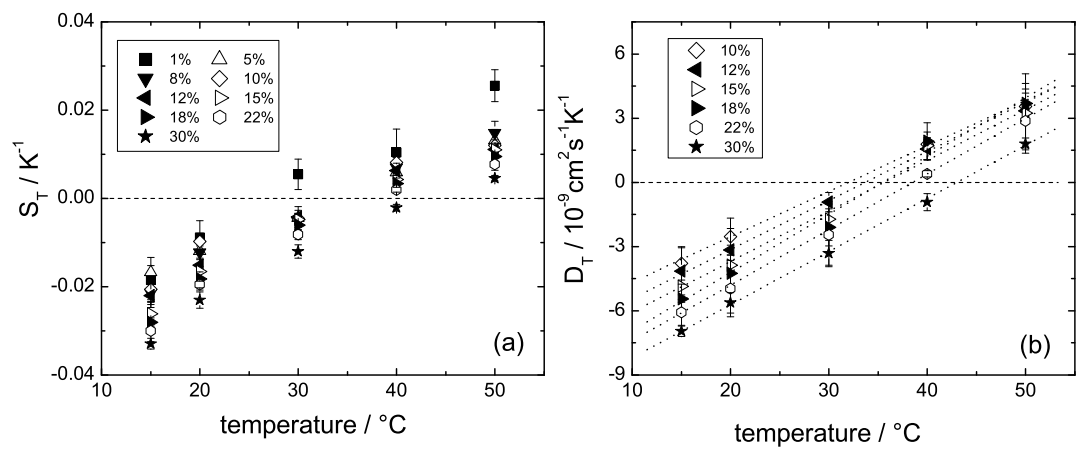 0.04
0.02
0.00
-0.02
-0.04
S_T / K^-1
1% 5%
8% 10%
12% 15%
18% 22%
30%
(a)
10 20 30 40 50
temperature / °C
6
3
0
-3
-6
-9
D_T / 10^-9 cm^2 s^-1 K^-1
10%
12%
15%
18%
22%
30%
(b)
10 20 30 40 50
temperature / °C